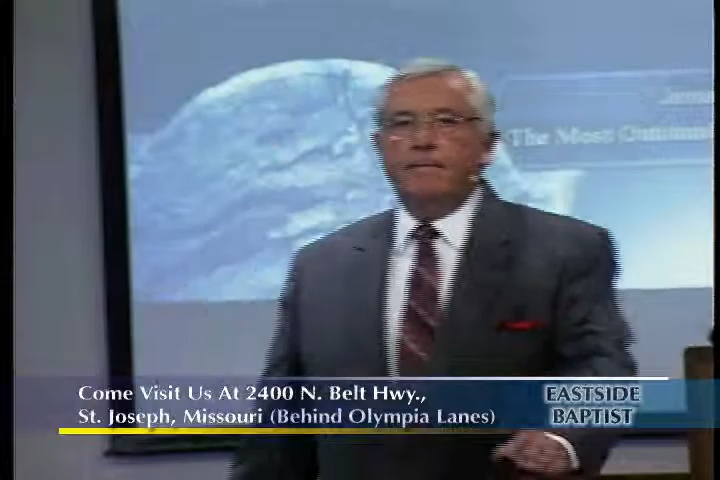 The Most
Come Visit Us At 2400 N. Belt Hwy.,
St. Joseph, Missouri (Behind Olympia Lanes)
EASTSIDE
BAPTIST